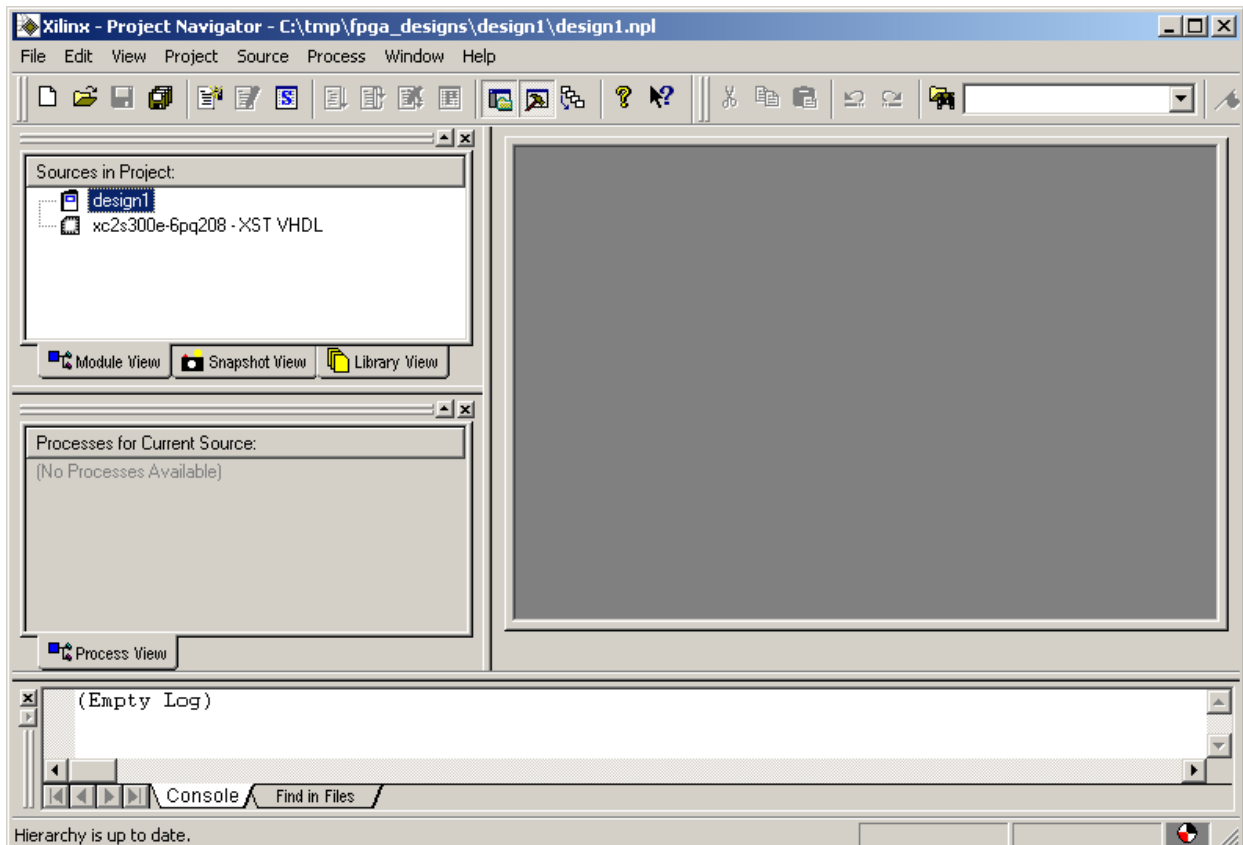 Xilinx - Project Navigator - C:\tmp\fpga_designs\design1\design1.npl
File Edit View Project Source Process Window Help
Sources in Project:
design1
xc2s300e-6pq208 - XST VHDL
Module View Snapshot View Library View
Processes for Current Source:
(No Processes Available)
Process View
(Empty Log)
Console Find in Files
Hierarchy is up to date.